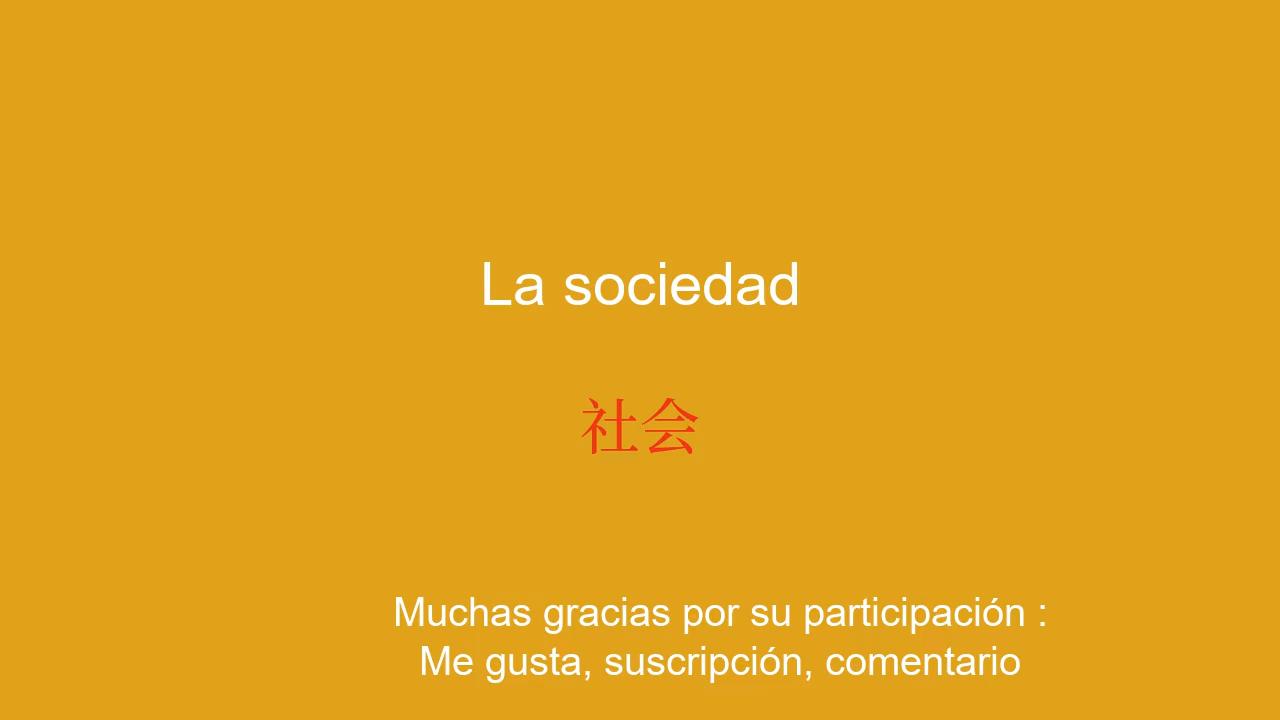 La sociedad
社会
Muchas gracias por su participación :
Me gusta, suscripción, comentario